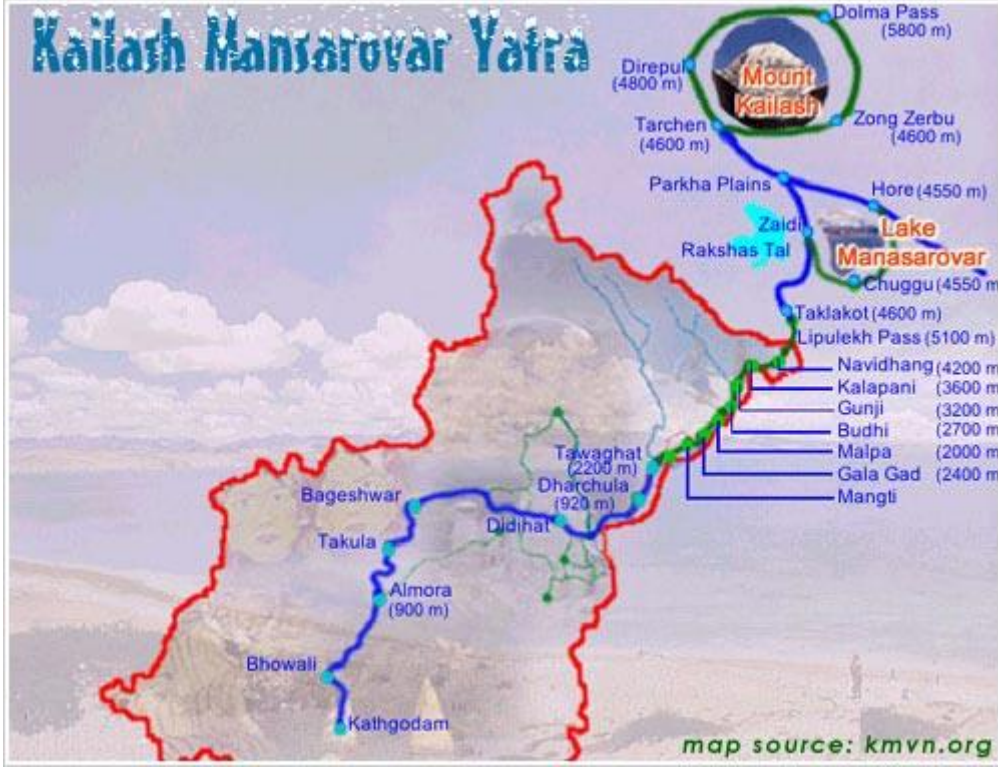 Kailash Mansarovar Yatra
Dolma Pass
(5800 m)
Direpul
(4800 m)
Mount
Kailash
Tarchen
(4600 m)
Zong Zerbu
(4600 m)
Parkha Plains
Hore (4550 m)
Zaidi
Rakshas Tal
Lake
Manasarovar
Chuggu (4550 m
Taklakot (4600 m)
Lipulekh Pass (5100 m)
Navidhang (4200 m
Kalapani (3600 m
Gunji (3200 m
Budhi (2700 m
Malpa (2000 m
Gala Gad (2400 m
Mangti
Tawaghat
(2200 m)
Dharchula
(920 m)
Bageshwar
Didihat
Takula
Almora
(900 m)
Bhowali
Kathgodam
map source: kmvn.org